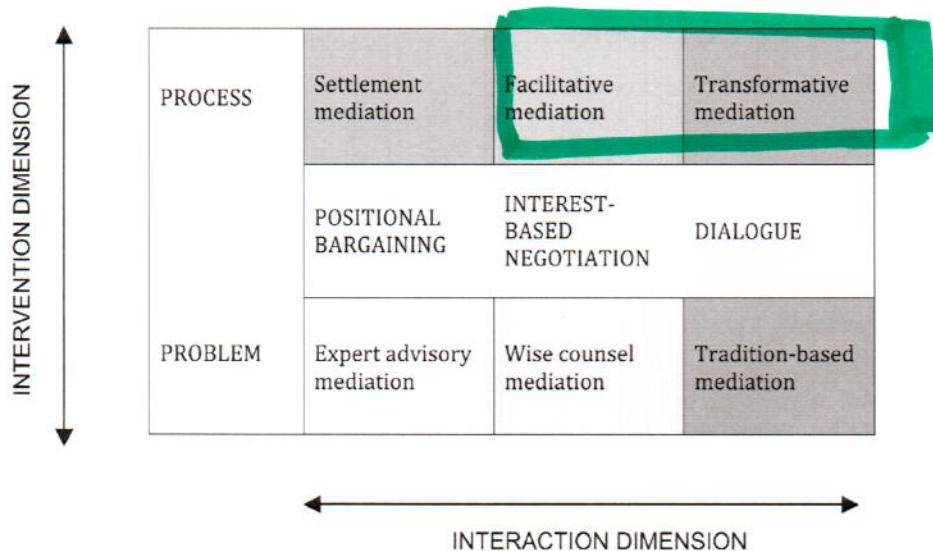 INTERVENTION DIMENSION
PROCESS
Settlement
mediation
Facilitative
mediation
Transformative
mediation
POSITIONAL
BARGAINING
INTEREST-
BASED
NEGOTIATION
DIALOGUE
PROBLEM
Expert advisory
mediation
Wise counsel
mediation
Tradition-based
mediation
INTERACTION DIMENSION